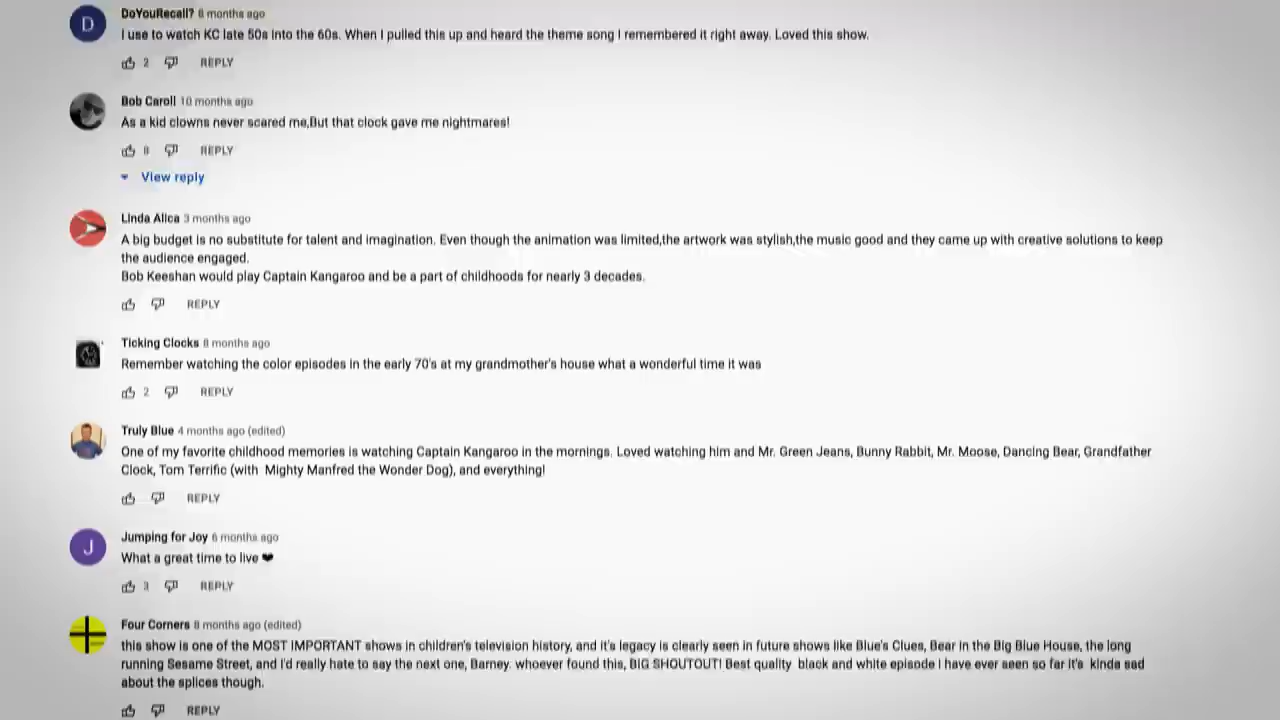 D
DoYouRecall? 6 months ago
I use to watch KC late 50s into the 60s. When I pulled this up and heard the theme song I remembered it right away. Loved this show.
2 REPLY
Bob Caroll 10 months ago
As a kid clowns never scared me,But that clock gave me nightmares!
8 REPLY
View reply
Linda Alica 3 months ago
A big budget is no substitute for talent and imagination. Even though the animation was limited,the artwork was stylish,the music good and they came up with creative solutions to keep
the audience engaged.
Bob Keeshan would play Captain Kangaroo and be a part of childhoods for nearly 3 decades.
REPLY
Ticking Clocks 8 months ago
Remember watching the color episodes in the early 70's at my grandmother's house what a wonderful time it was
2 REPLY
Truly Blue 4 months ago (edited)
One of my favorite childhood memories is watching Captain Kangaroo in the mornings. Loved watching him and Mr. Green Jeans, Bunny Rabbit, Mr. Moose, Dancing Bear, Grandfather
Clock, Tom Terrific (with Mighty Manfred the Wonder Dog), and everything!
REPLY
J
Jumping for Joy 6 months ago
What a great time to live ❤
3 REPLY
Four Corners 8 months ago (edited)
this show is one of the MOST IMPORTANT shows in children's television history, and it's legacy is clearly seen in future shows like Blue's Clues, Bear in the Big Blue House, the long
running Sesame Street, and I'd really hate to say the next one, Barney. whoever found this, BIG SHOUTOUT! Best quality black and white episode I have ever seen so far it's kinda sad
about the splices though.
REPLY